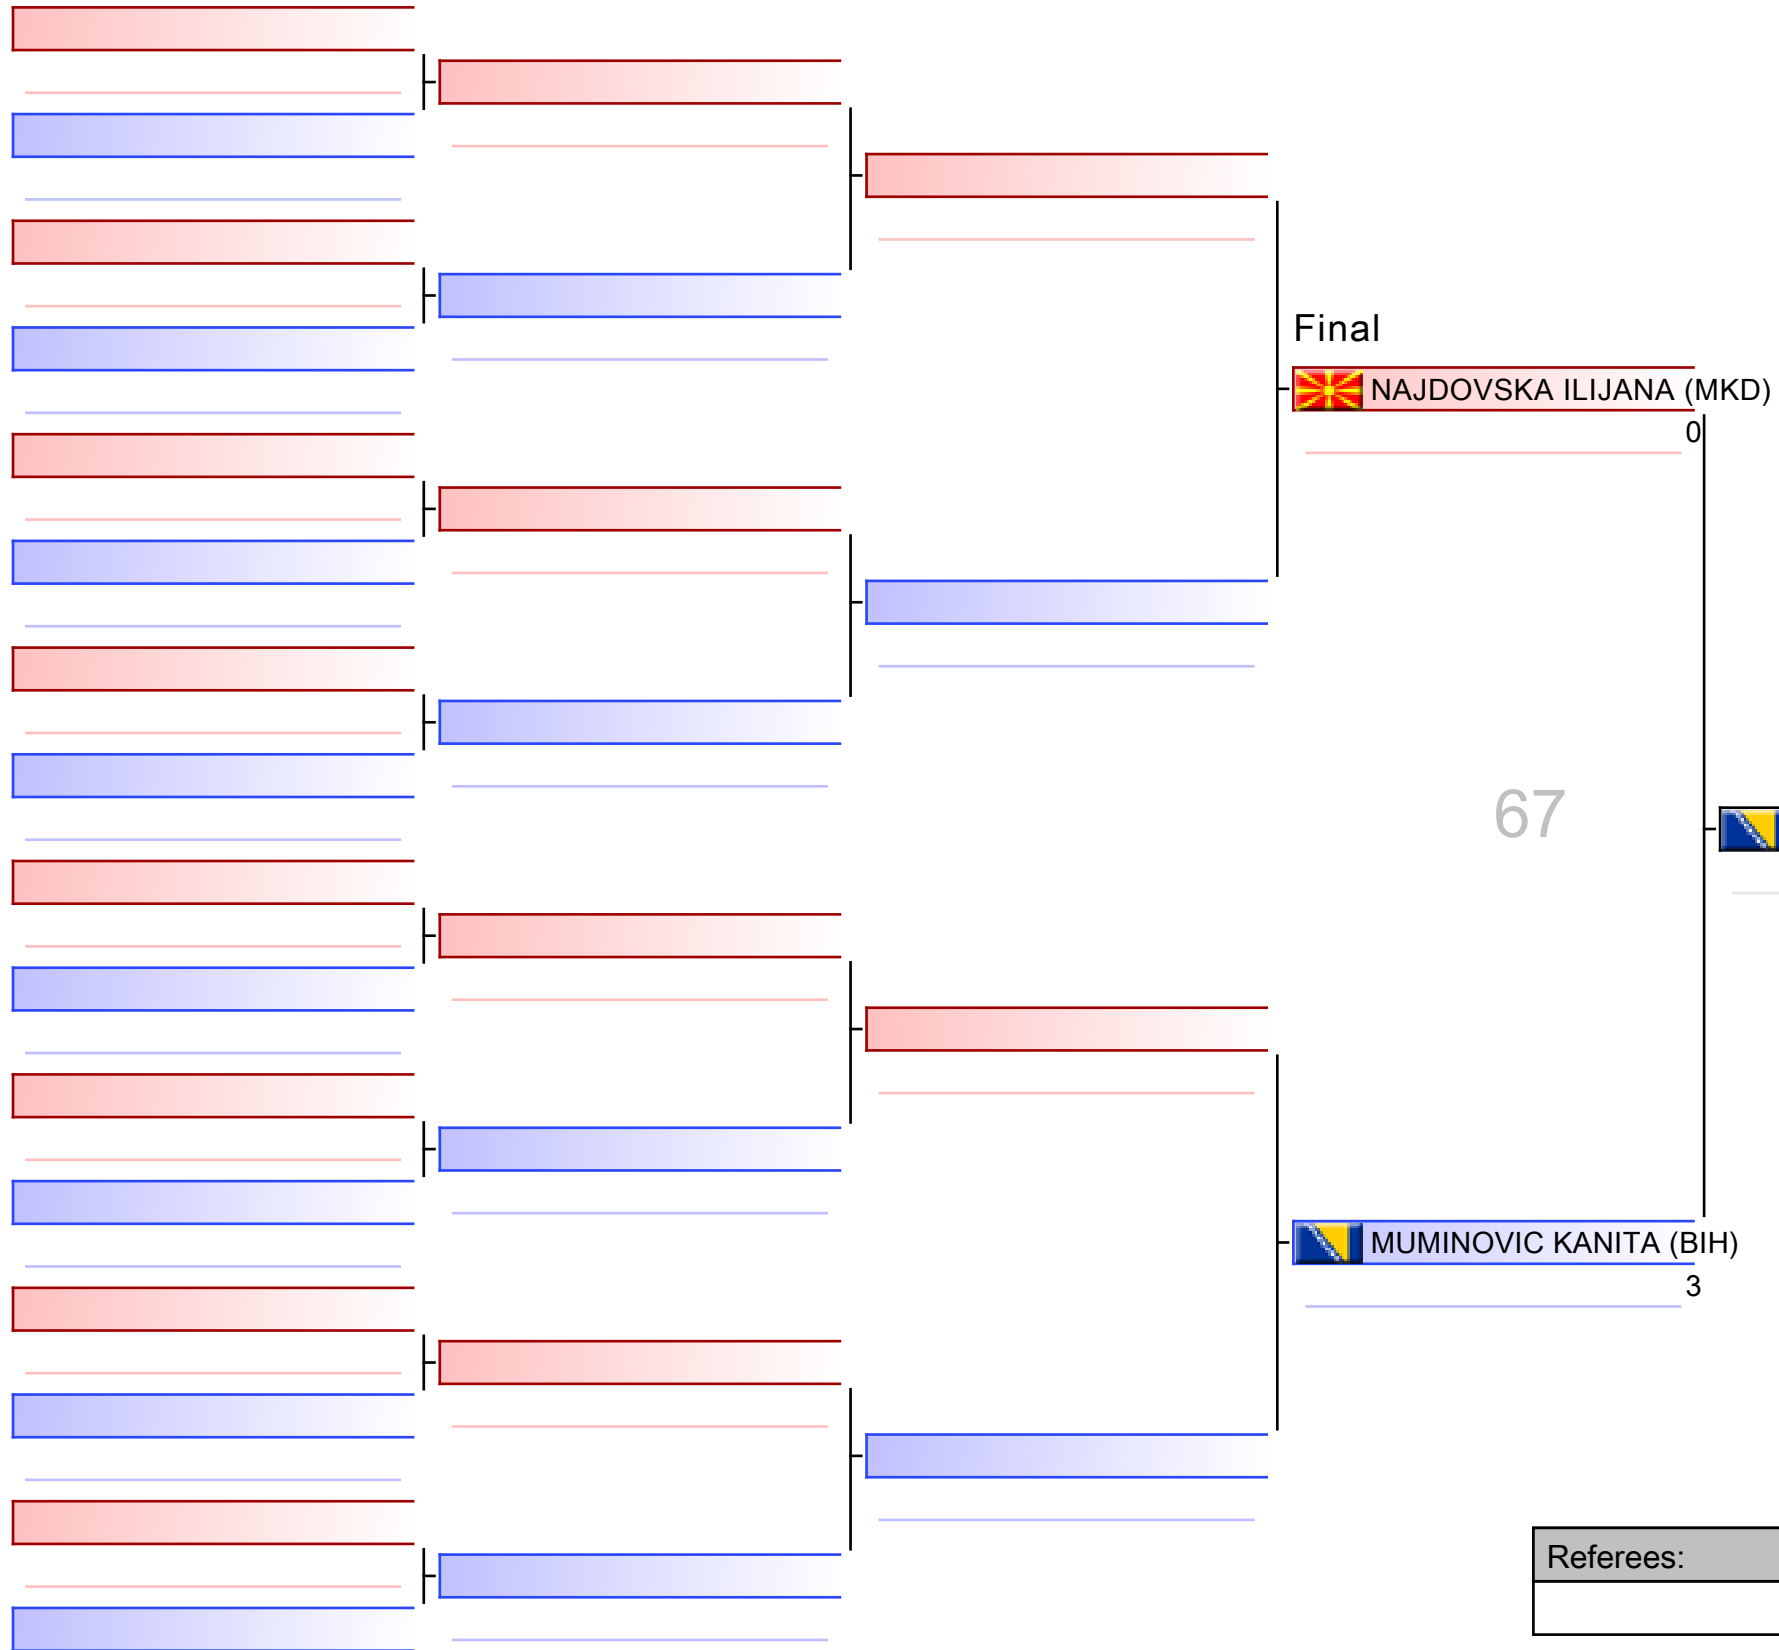 Final
NAJDOVSKA ILIJANA (MKD)
0
67
MUMINOVIC KANITA (BIH)
3
Referees: